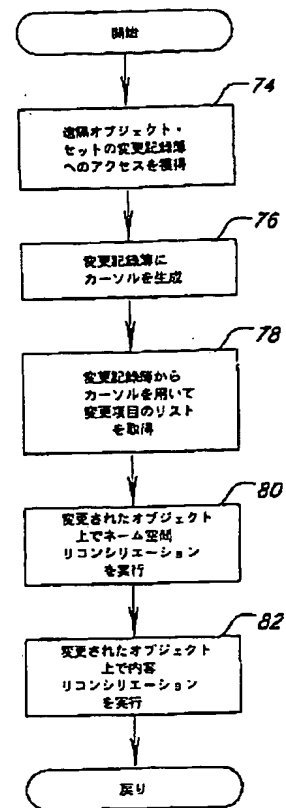 開始
74
遠隔オブジェクト・
セットの変更記録簿
へのアクセスを獲得
76
変更記録簿に
カーソルを生成
78
変更記録簿から
カーソルを用いて
変更項目のリスト
を取得
80
変更されたオブジェクト
上でネーム空間
リコンシリエーション
を実行
82
変更されたオブジェクト
上で内容
リコンシリエーション
を実行
戻り